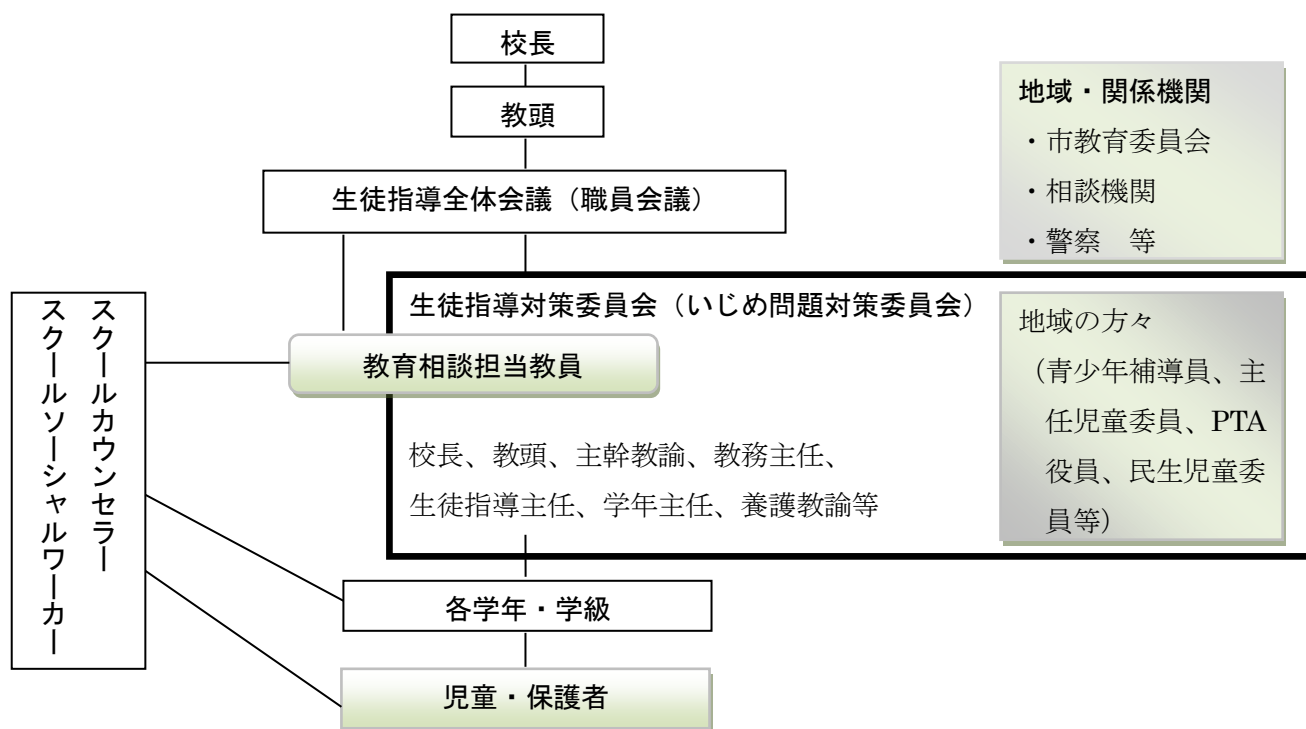 校長
教頭
生徒指導全体会議（職員会議）
地域・関係機関
・市教育委員会
・相談機関
・警察　等
スクールカウンセラー
スクールソーシャルワーカー
生徒指導対策委員会（いじめ問題対策委員会）
教育相談担当教員
校長、教頭、主幹教諭、教務主任、
生徒指導主任、学年主任、養護教諭等
地域の方々
（青少年補導員、主
任児童委員、PTA
役員、民生児童委
員等）
各学年・学級
児童・保護者